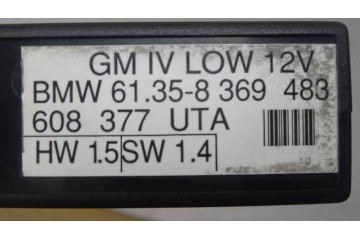 GM IV LOW 12V
BMW 61.35-8 369 483
608 377 UTA
HW 1.5 SW 1.4